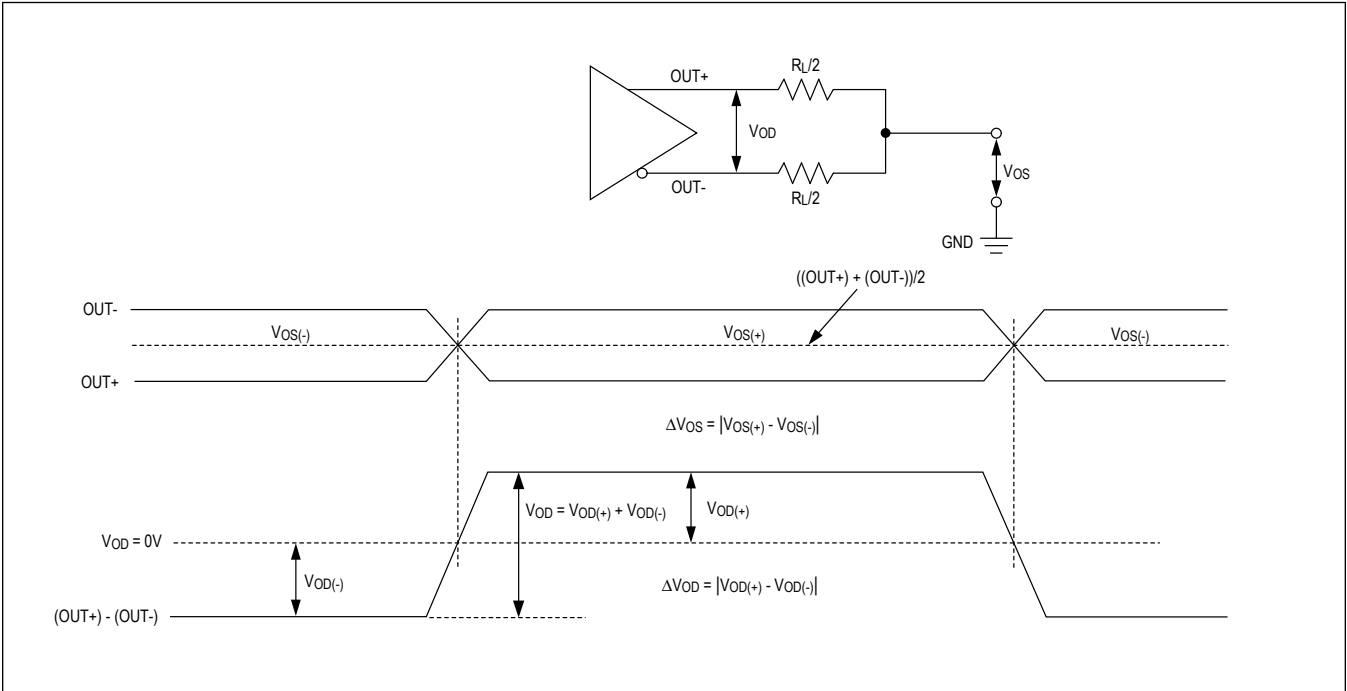 OUT+
RL/2
VOD
OUT-
RL/2
VOS
GND
((OUT+) + (OUT-))/2
OUT-
VOS(-)
VOS(+)
VOS(-)
OUT+
ΔVOS = |VOS(+) - VOS(-)|
VOD = VOD(+) + VOD(-)
VOD(+)
VOD = 0V
VOD(-)
ΔVOD = |VOD(+) - VOD(-)|
(OUT+) - (OUT-)